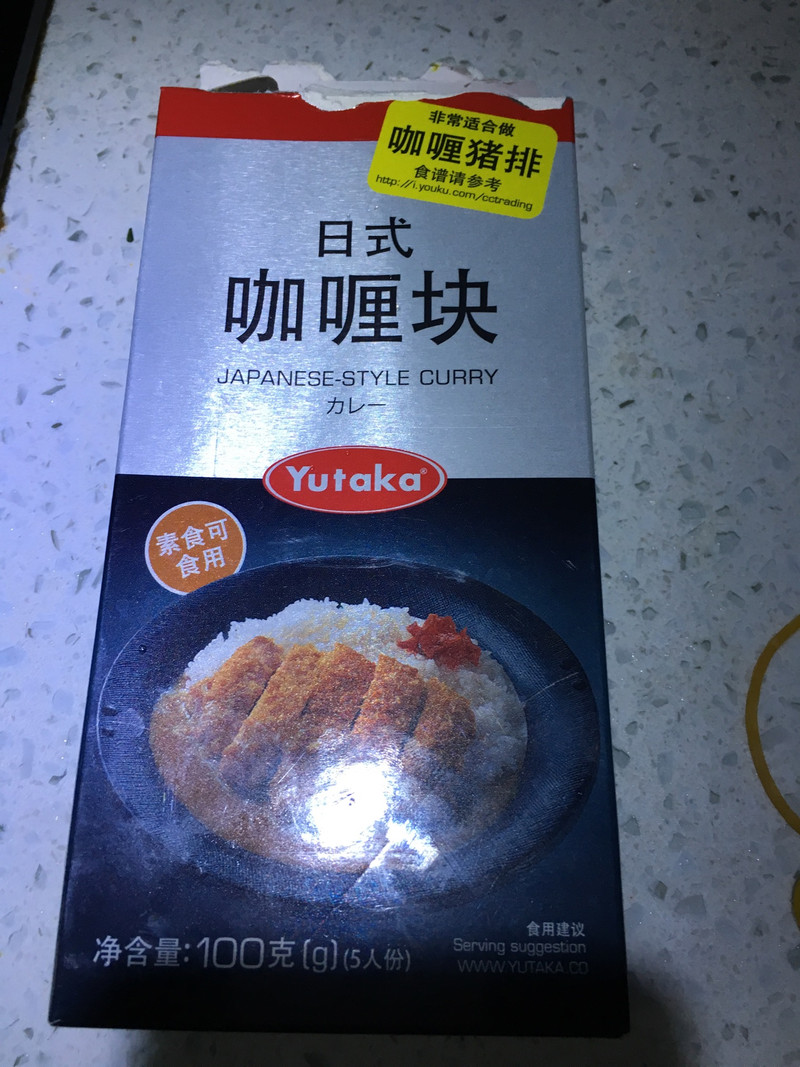 非常适合做
咖喱猪排
食谱请参考
http://i.youku.com/cctrading
日式
咖喱块
JAPANESE-STYLE CURRY
カレー
Yutaka®
素食可
食用
净含量:100克(g)(5人份)
食用建议
Serving suggestion
WWW.YUTAKA.CO